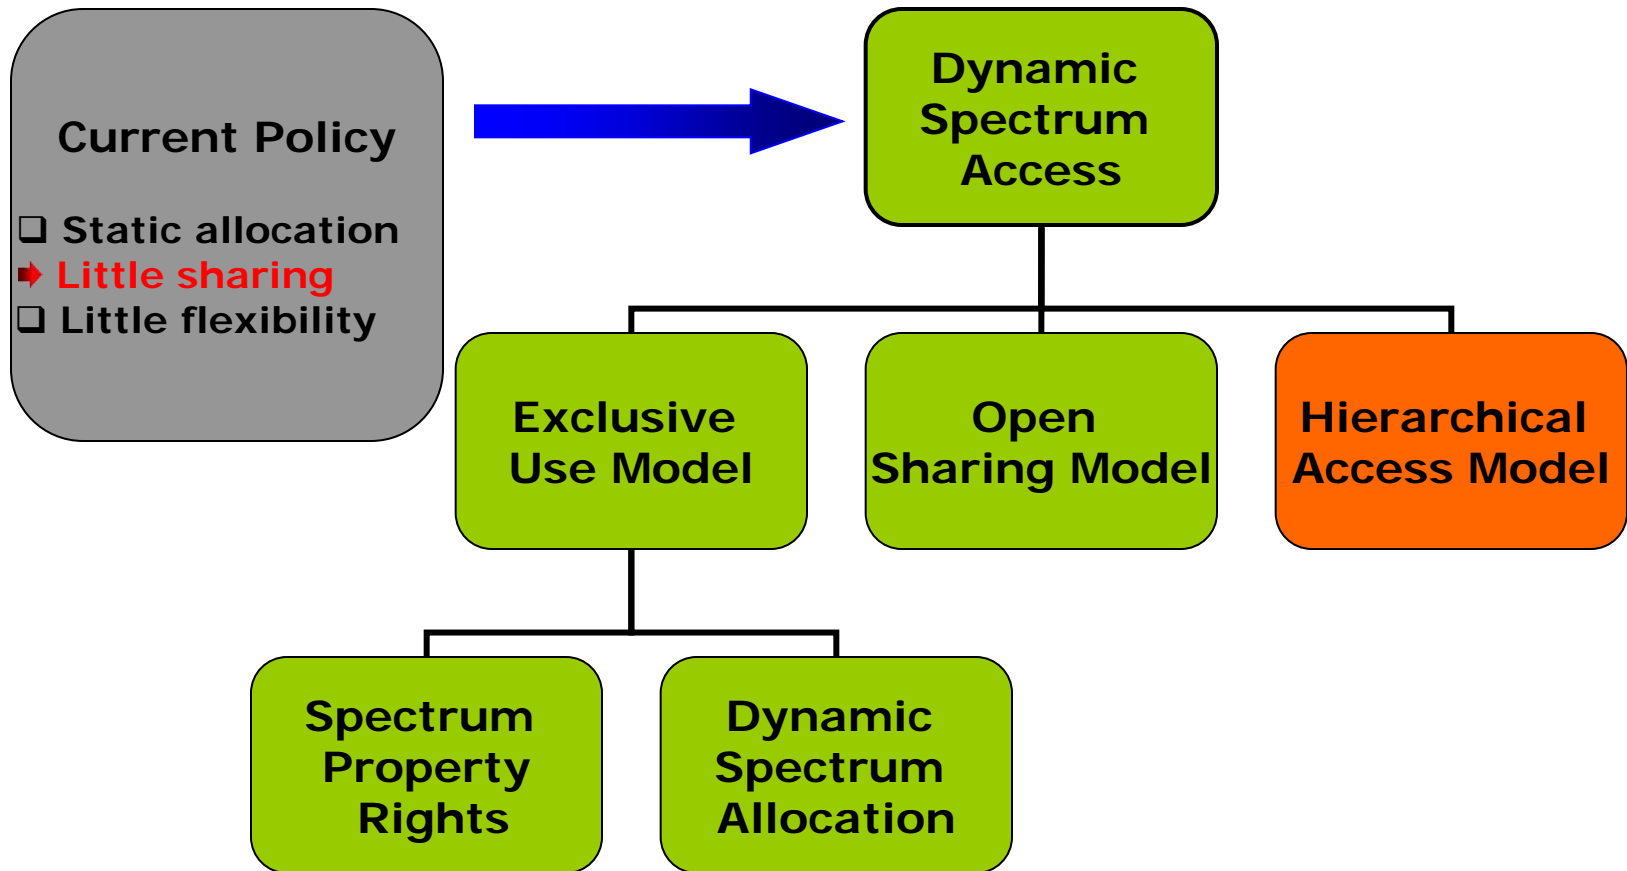 Current Policy
❑ Static allocation
➨ Little sharing
❑ Little flexibility
Dynamic
Spectrum
Access
Exclusive
Use Model
Open
Sharing Model
Hierarchical
Access Model
Spectrum
Property
Rights
Dynamic
Spectrum
Allocation